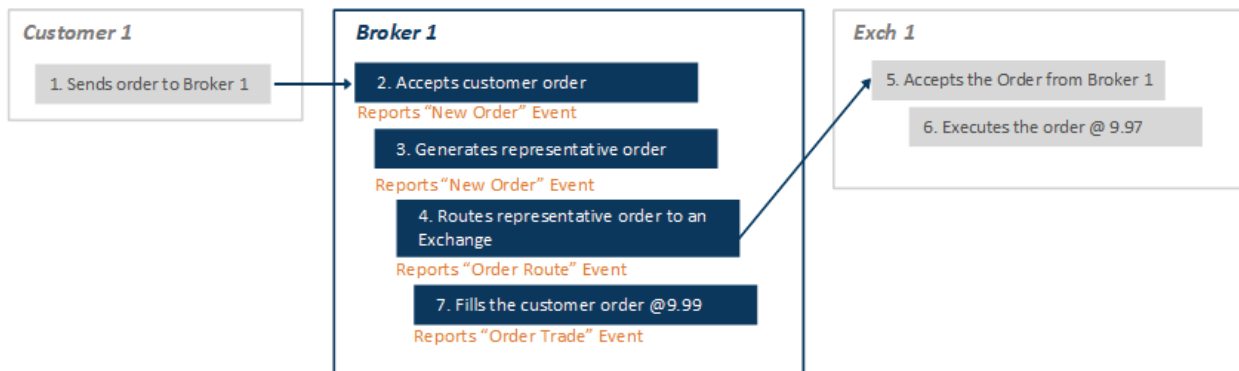 Customer 1
1. Sends order to Broker 1
Broker 1
2. Accepts customer order
Reports "New Order" Event
3. Generates representative order
Reports "New Order" Event
4. Routes representative order to an
Exchange
Reports "Order Route" Event
7. Fills the customer order @9.99
Reports "Order Trade" Event
Exch 1
5. Accepts the Order from Broker 1
6. Executes the order @ 9.97